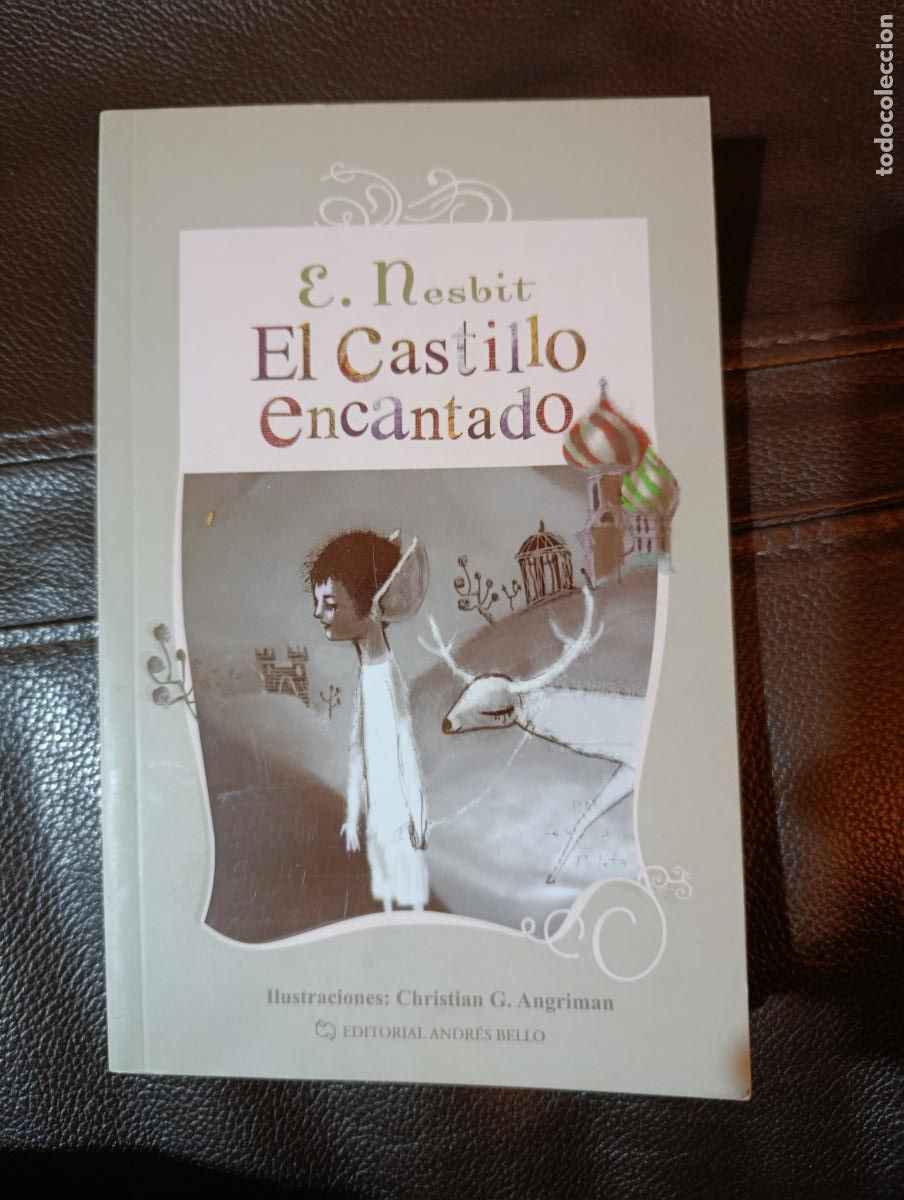 todocoleccion
E. Nesbit
El Castillo
encantado
Ilustraciones: Christian G. Angriman
EDITORIAL ANDRÉS BELLO